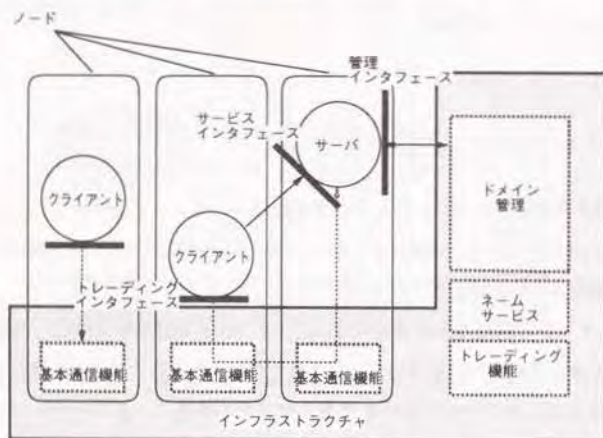 ノード
管理
インタフェース
サービス
インタフェース
サーバ
クライアント
クライアント
ドメイン
管理
トレーディング
インタフェース
ネーム
サービス
基本通信機能
基本通信機能
基本通信機能
トレーディング
機能
インフラストラクチャ